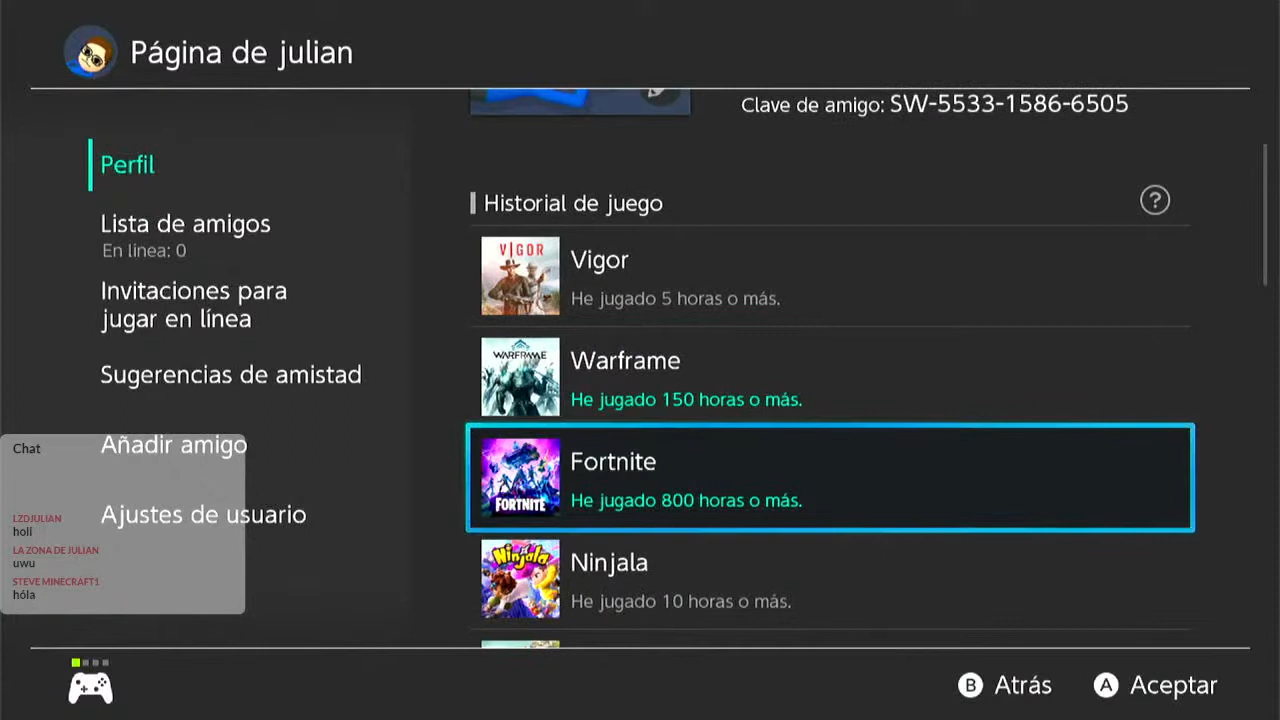 Página de julian
Clave de amigo: SW-5533-1586-6505
Perfil
Lista de amigos
En línea: 0
Invitaciones para
jugar en línea
Sugerencias de amistad
Añadir amigo
Ajustes de usuario
Chat
LZDJULIAN
holi
LA ZONA DE JULIAN
uwu
STEVE MINECRAFT1
hóla
Historial de juego
?
VIGOR
Vigor
He jugado 5 horas o más.
WARFRAME
Warframe
He jugado 150 horas o más.
FORTNITE
Fortnite
He jugado 800 horas o más.
Ninjala
Ninjala
He jugado 10 horas o más.
B Atrás
A Aceptar